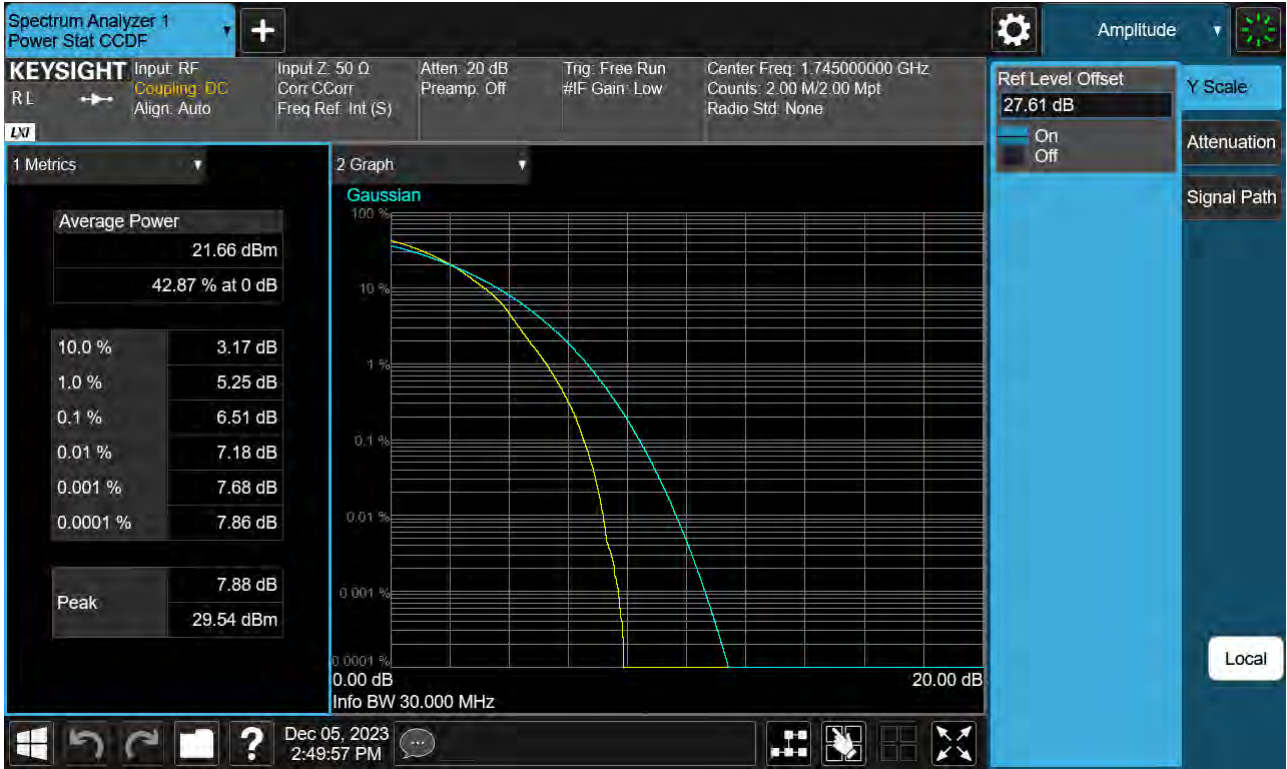 Spectrum Analyzer 1
Power Stat CCDF
+
Amplitude
KEYSIGHT
R L
LXI
Input: RF
Coupling: DC
Align: Auto
Input Z: 50 Ω
Corr CCorr
Freq Ref: Int (S)
Atten: 20 dB
Preamp: Off
Trig: Free Run
#IF Gain: Low
Center Freq: 1.745000000 GHz
Counts: 2.00 M/2.00 Mpt
Radio Std: None
Ref Level Offset
27.61 dB
On
Off
Y Scale
Attenuation
Signal Path
Local
1 Metrics
Average Power
21.66 dBm
42.87 % at 0 dB
10.0 % 3.17 dB
1.0 % 5.25 dB
0.1 % 6.51 dB
0.01 % 7.18 dB
0.001 % 7.68 dB
0.0001 % 7.86 dB
Peak
7.88 dB
29.54 dBm
2 Graph
Gaussian
100 %
10 %
1 %
0.1 %
0.01 %
0.001 %
0.0001 %
0.00 dB 20.00 dB
Info BW 30.000 MHz
?
Dec 05, 2023
2:49:57 PM